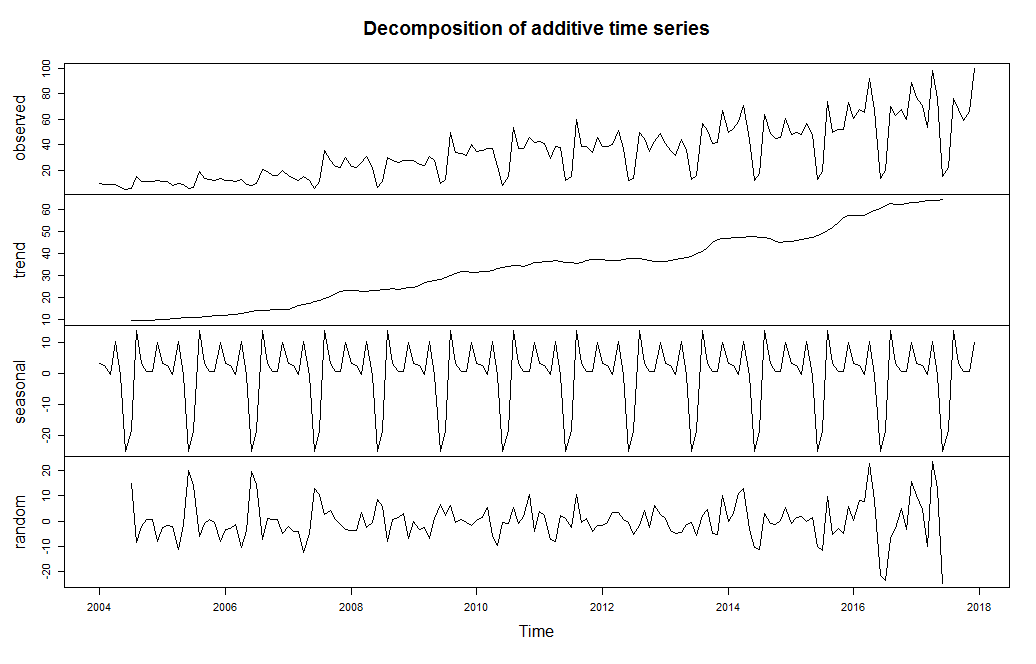 Decomposition of additive time series
observed
20 40 60 80 100
trend
10 20 30 40 50 60
seasonal
-20 -10 0 10
random
-20 -10 0 10 20
2004 2006 2008 2010 2012 2014 2016 2018
Time